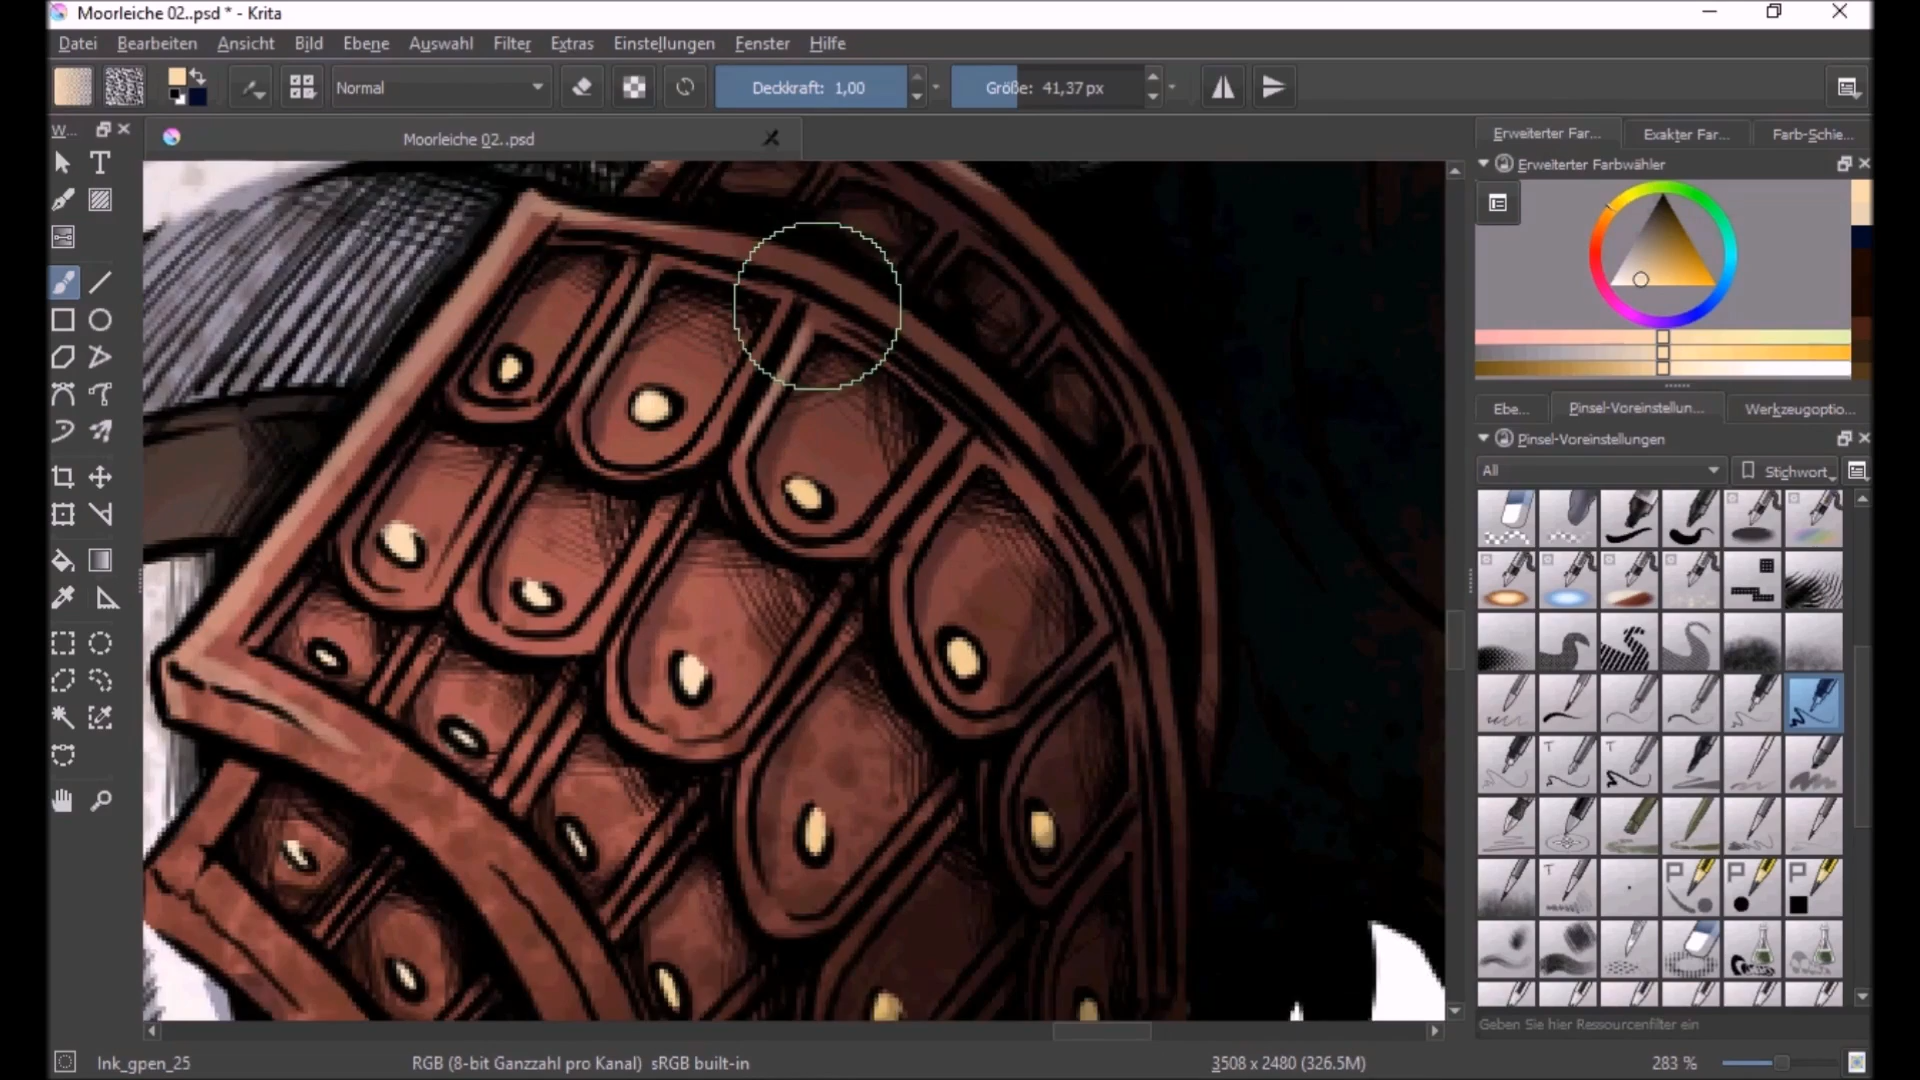 Moorleiche 02..psd * - Krita
Datei Bearbeiten Ansicht Bild Ebene Auswahl Filter Extras Einstellungen Fenster Hilfe
Normal
Deckkraft: 1,00
Größe: 41,37 px
W...
Moorleiche 02..psd
Erweiterter Far...
Exakter Far...
Farb-Schie...
Erweiterter Farbwähler
Ebe...
Pinsel-Voreinstellun...
Werkzeugoptio...
Pinsel-Voreinstellungen
All
Stichwort
Geben Sie hier Ressourcenfilter ein
Ink_gpen_25
RGB (8-bit Ganzzahl pro Kanal) sRGB built-in
3508 x 2480 (326.5M)
283 %